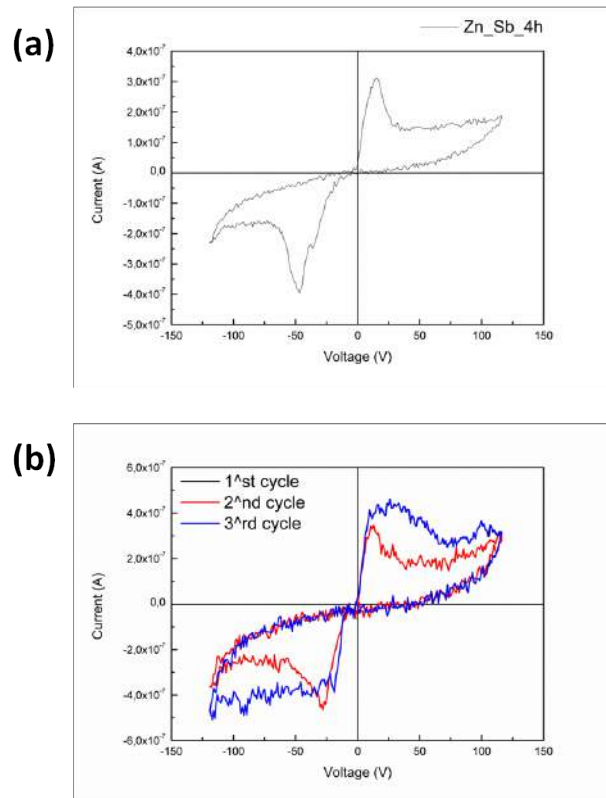 (a)
Zn_Sb_4h
4,0x10⁻⁷
3,0x10⁻⁷
2,0x10⁻⁷
1,0x10⁻⁷
0,0
-1,0x10⁻⁷
-2,0x10⁻⁷
-3,0x10⁻⁷
-4,0x10⁻⁷
-5,0x10⁻⁷
Current (A)
-150 -100 -50 0 50 100 150
Voltage (V)
(b)
6,0x10⁻⁷
4,0x10⁻⁷
2,0x10⁻⁷
0,0
-2,0x10⁻⁷
-4,0x10⁻⁷
-6,0x10⁻⁷
Current (A)
1^st cycle
2^nd cycle
3^rd cycle
-150 -100 -50 0 50 100 150
Voltage (V)